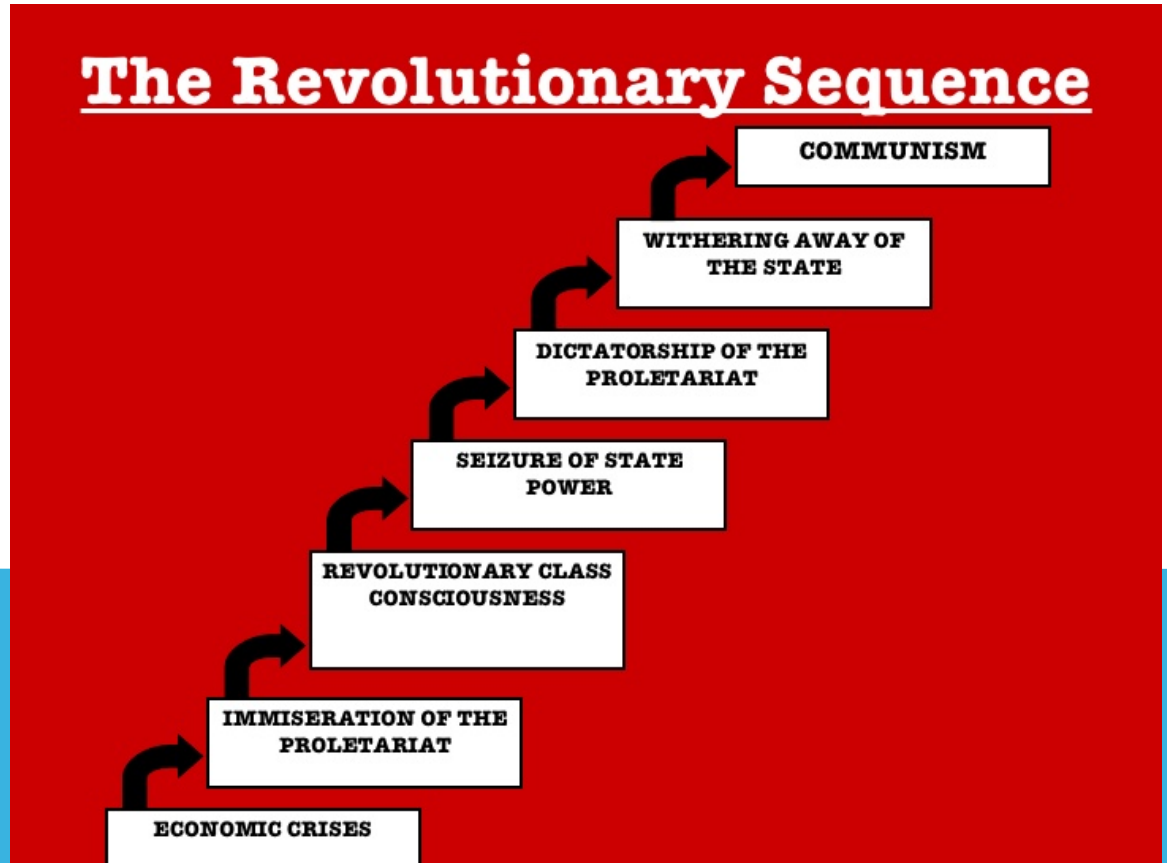 The Revolutionary Sequence
COMMUNISM
WITHERING AWAY OF
THE STATE
DICTATORSHIP OF THE
PROLETARIAT
SEIZURE OF STATE
POWER
REVOLUTIONARY CLASS
CONSCIOUSNESS
IMMISERATION OF THE
PROLETARIAT
ECONOMIC CRISES